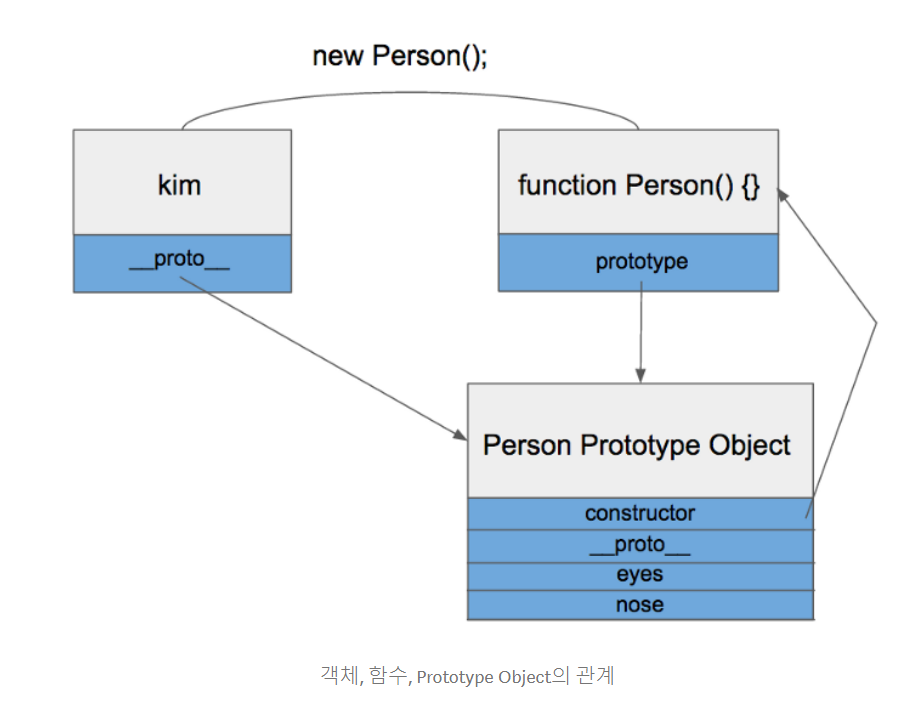 new Person();
kim
__proto__
function Person() {}
prototype
Person Prototype Object
constructor
__proto__
eyes
nose
객체, 함수, Prototype Object의 관계